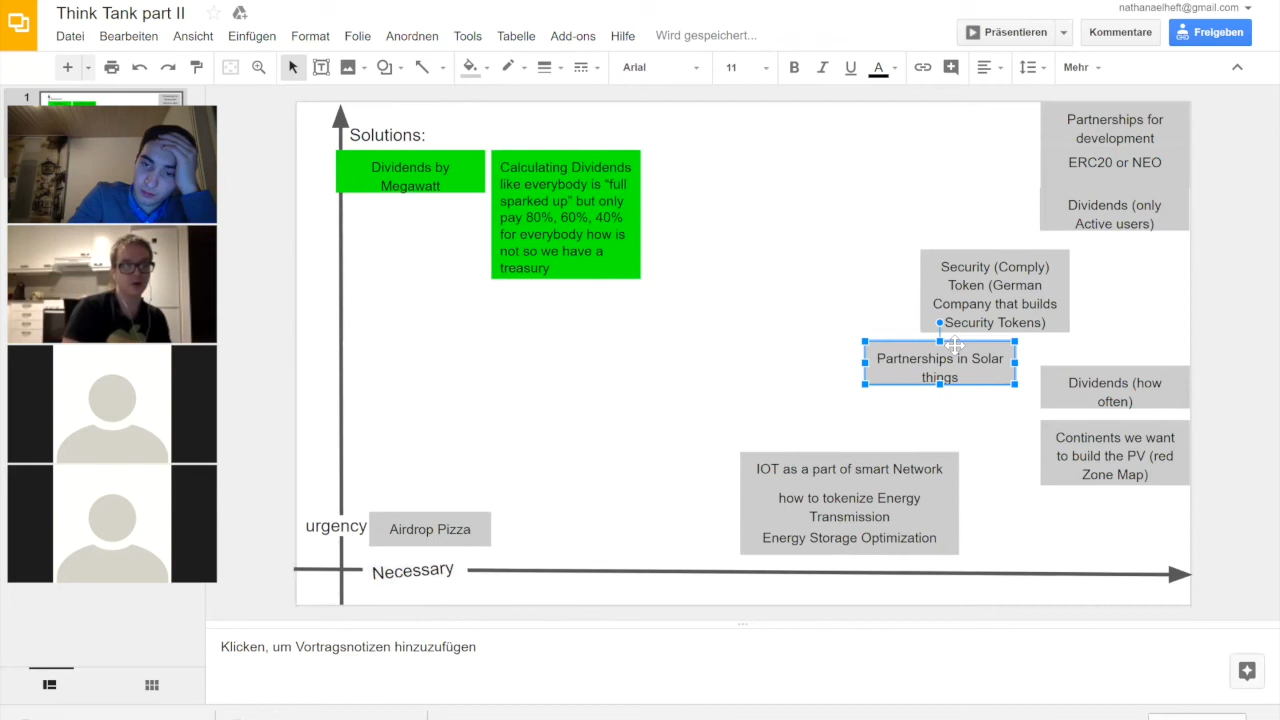 Think Tank part II
nathanaelheft@gmail.com
Datei Bearbeiten Ansicht Einfügen Format Folie Anordnen Tools Tabelle Add-ons Hilfe Wird gespeichert...
Präsentieren Kommentare Freigeben
Arial 11 B I U A Mehr
1
Solutions:
Dividends by
Megawatt
Calculating Dividends
like everybody is “full
sparked up” but only
pay 80%, 60%, 40%
for everybody how is
not so we have a
treasury
Partnerships for
development
ERC20 or NEO
Dividends (only
Active users)
Security (Comply)
Token (German
Company that builds
Security Tokens)
Partnerships in Solar
things
Dividends (how
often)
Continents we want
to build the PV (red
Zone Map)
IOT as a part of smart Network
how to tokenize Energy
Transmission
Energy Storage Optimization
urgency
Airdrop Pizza
Necessary
Klicken, um Vortragsnotizen hinzuzufügen